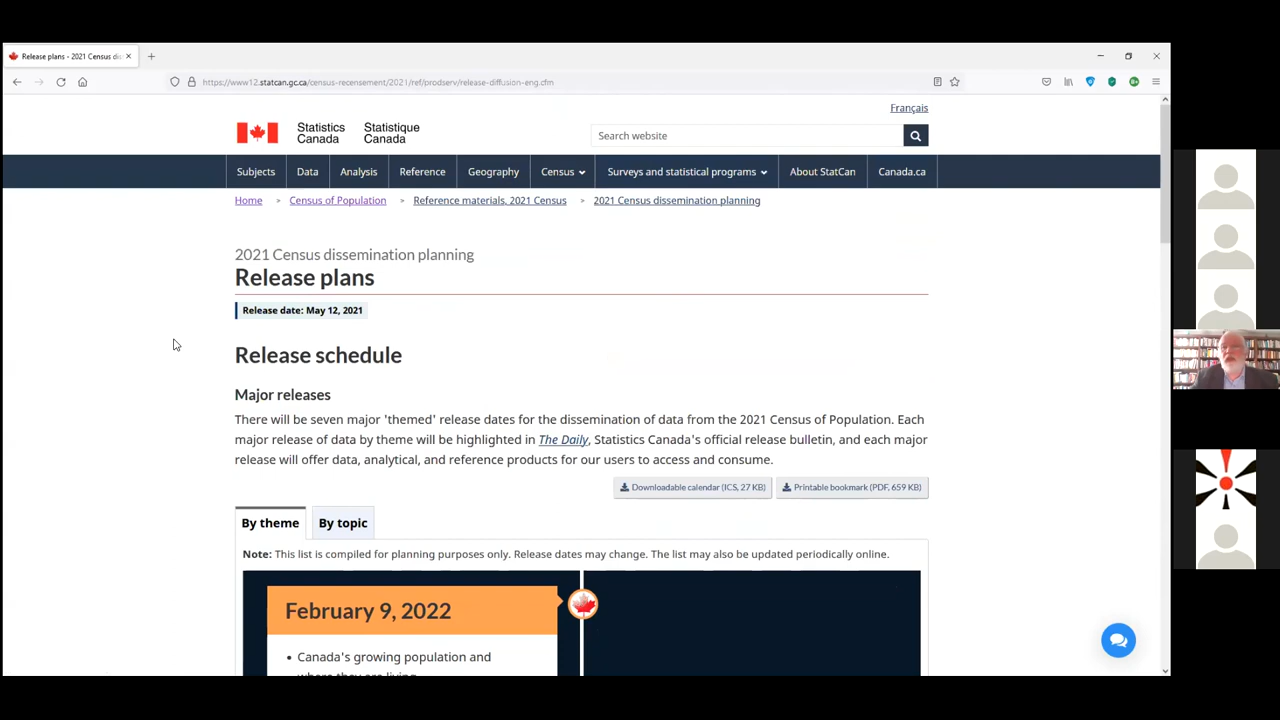 Release plans - 2021 Census dis
https://www12.statcan.gc.ca/census-recensement/2021/ref/prodserv/release-diffusion-eng.cfm
Français
Statistics Canada
Statistique Canada
Search website
Subjects Data Analysis Reference Geography Census Surveys and statistical programs About StatCan Canada.ca
Home > Census of Population > Reference materials, 2021 Census > 2021 Census dissemination planning
2021 Census dissemination planning
Release plans
Release date: May 12, 2021
Release schedule
Major releases
There will be seven major 'themed' release dates for the dissemination of data from the 2021 Census of Population. Each
major release of data by theme will be highlighted in The Daily, Statistics Canada's official release bulletin, and each major
release will offer data, analytical, and reference products for our users to access and consume.
Downloadable calendar (ICS, 27 KB) Printable bookmark (PDF, 659 KB)
By theme By topic
Note: This list is compiled for planning purposes only. Release dates may change. The list may also be updated periodically online.
February 9, 2022
• Canada's growing population and
where they are living